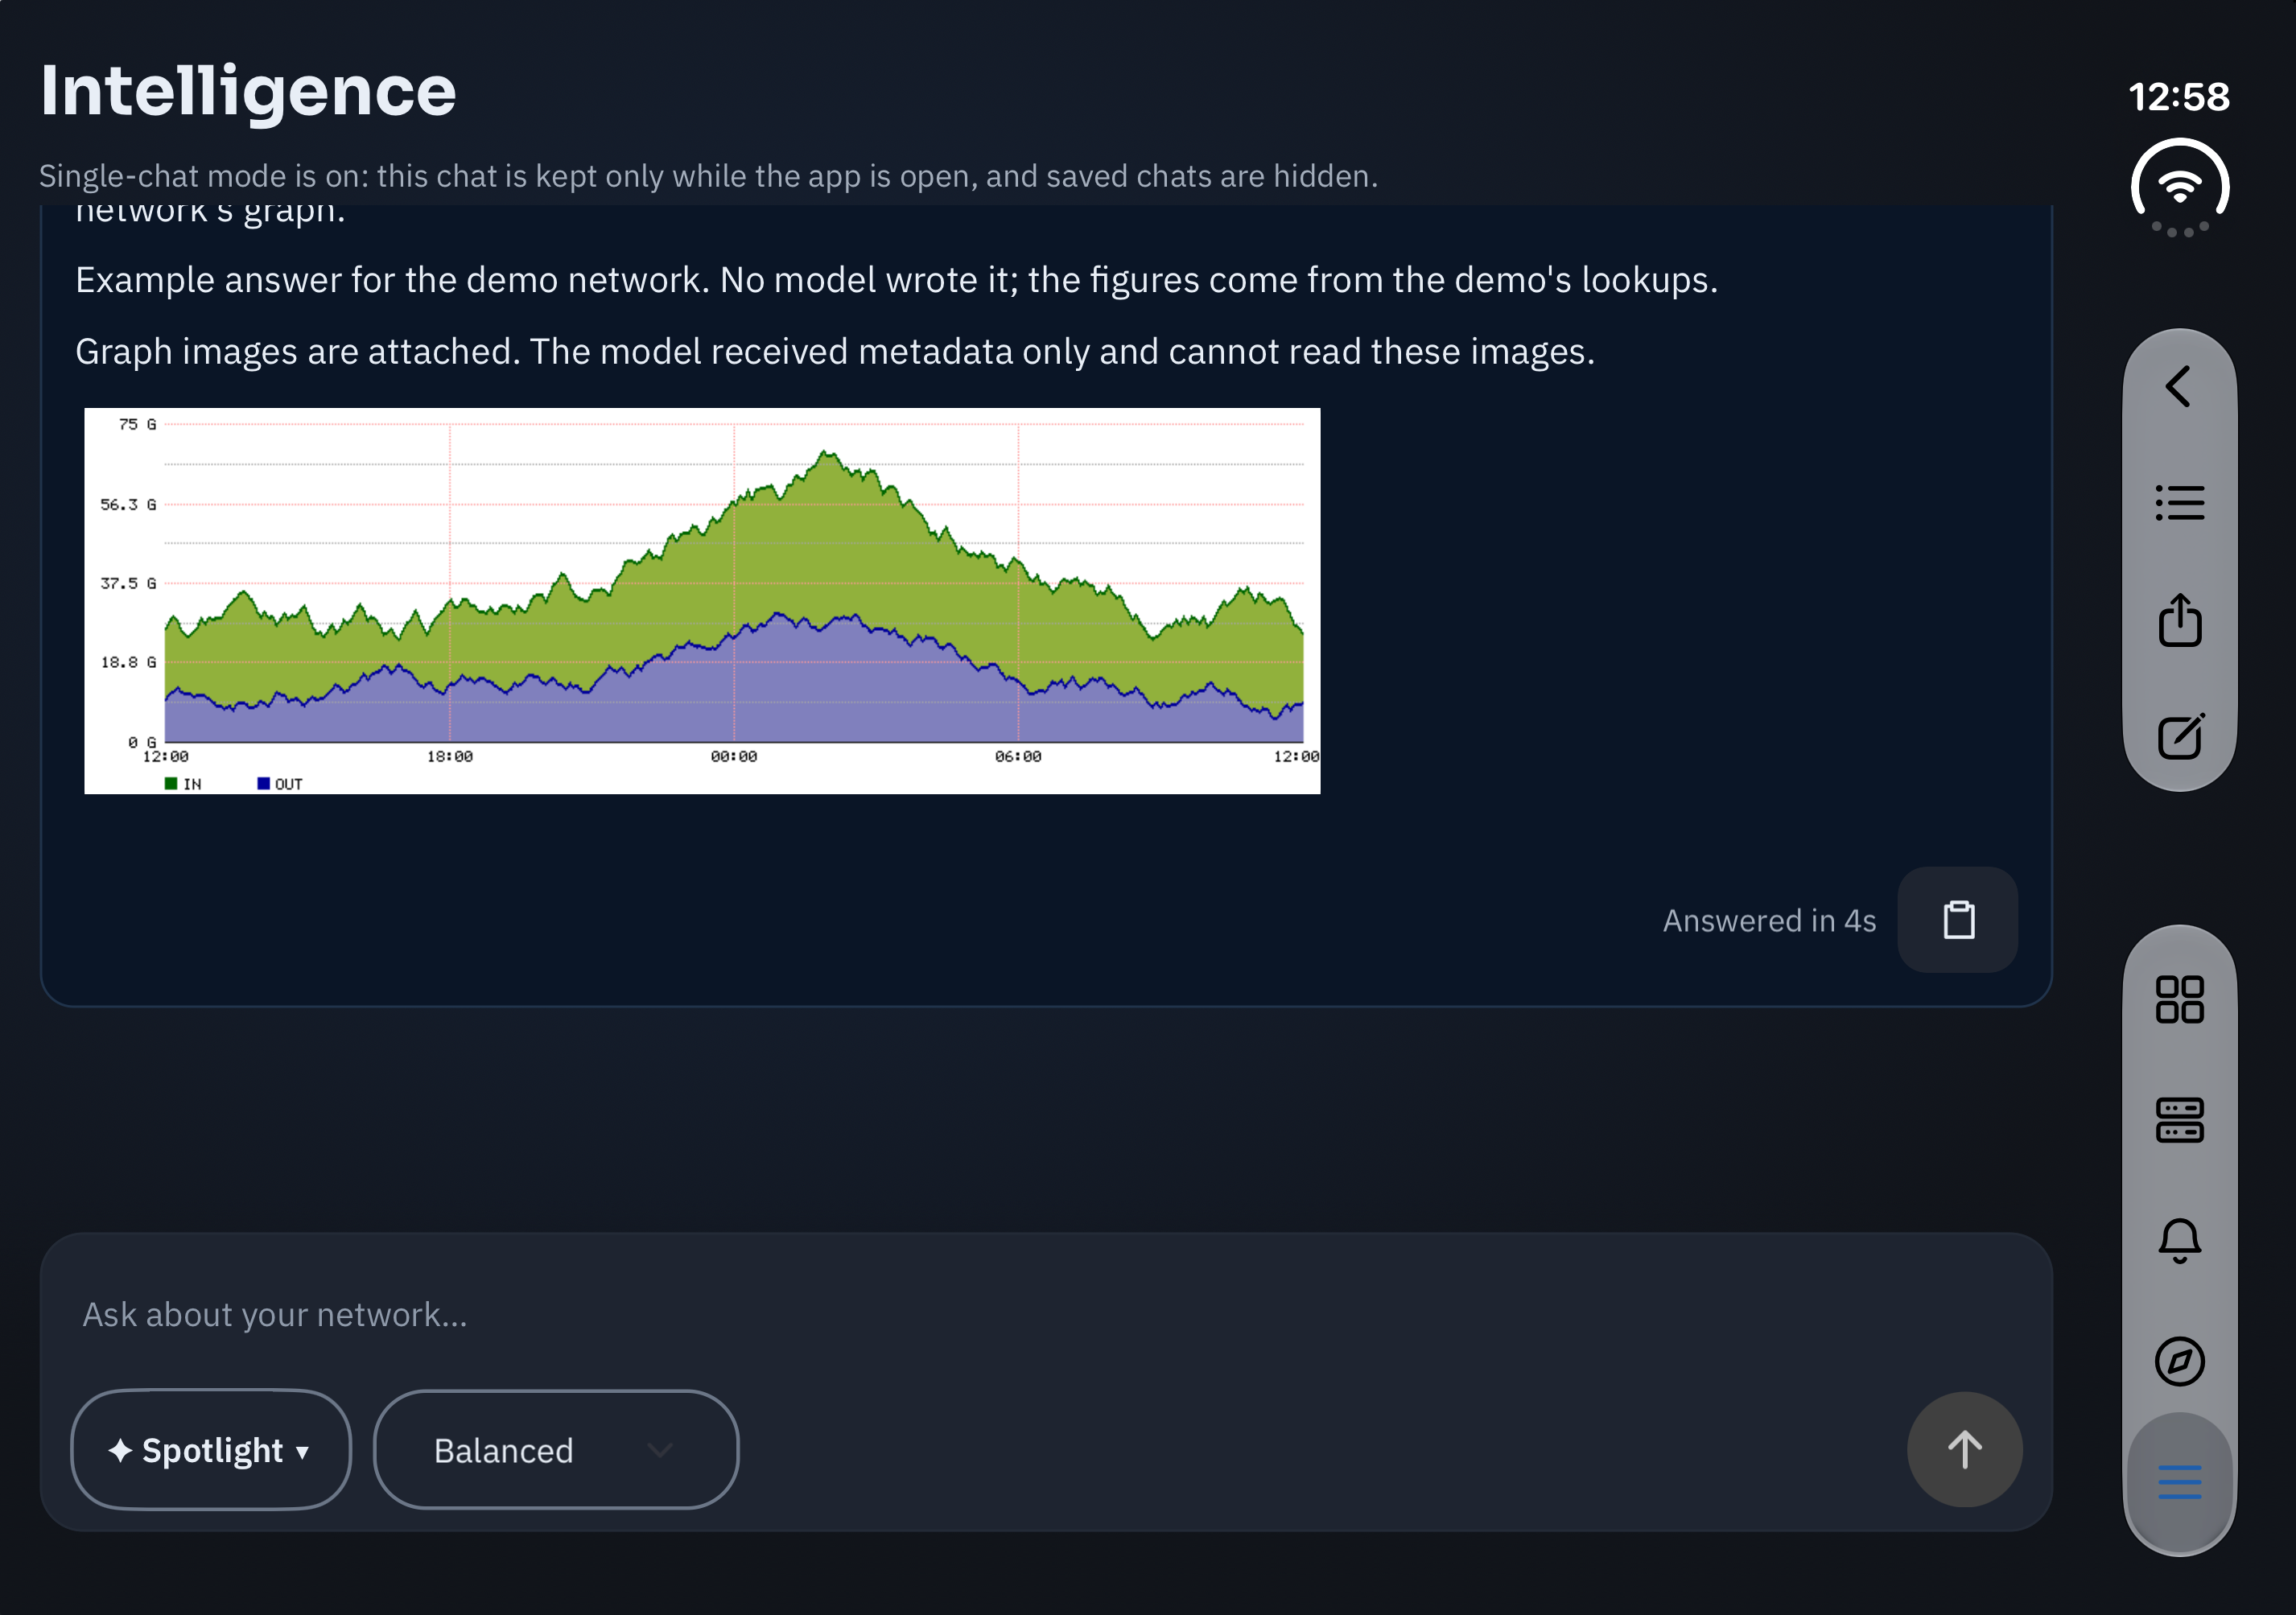 Intelligence
12:58
Single-chat mode is on: this chat is kept only while the app is open, and saved chats are hidden.
network's graph.
Example answer for the demo network. No model wrote it; the figures come from the demo's lookups.
Graph images are attached. The model received metadata only and cannot read these images.
75 G
56.3 G
37.5 G
18.8 G
0 G
12:00 18:00 00:00 06:00 12:00
IN OUT
Answered in 4s
Ask about your network...
Spotlight
Balanced